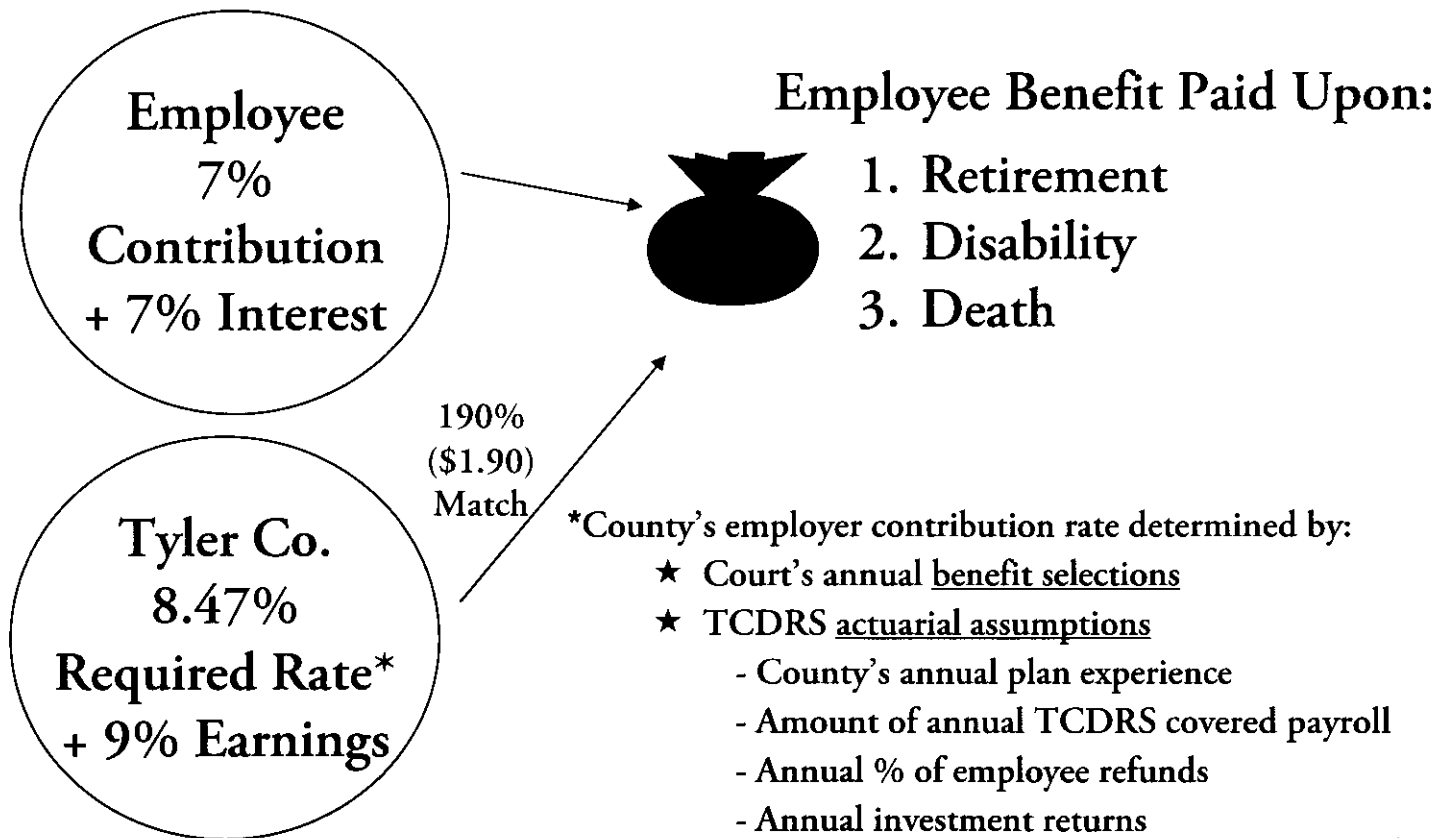 Employee
7%
Contribution
+ 7% Interest
Employee Benefit Paid Upon:
1. Retirement
2. Disability
3. Death
190%
($1.90)
Match
Tyler Co.
8.47%
Required Rate*
+ 9% Earnings
*County's employer contribution rate determined by:
★ Court's annual benefit selections
★ TCDRS actuarial assumptions
- County's annual plan experience
- Amount of annual TCDRS covered payroll
- Annual % of employee refunds
- Annual investment returns